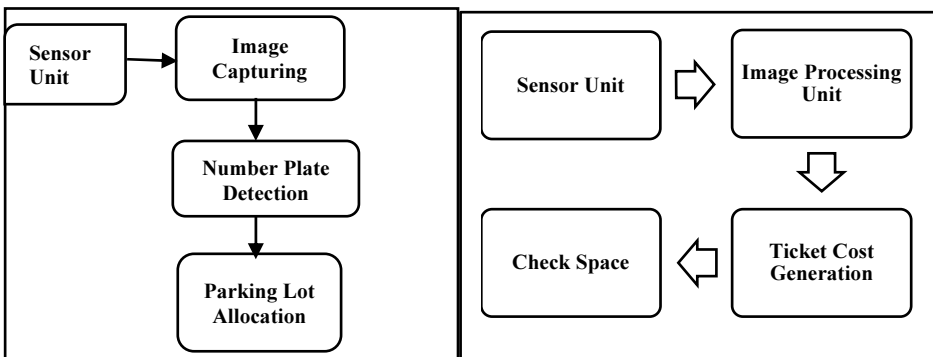 Sensor
Unit
Image
Capturing
Number Plate
Detection
Parking Lot
Allocation
Sensor Unit
Image Processing
Unit
Ticket Cost
Generation
Check Space